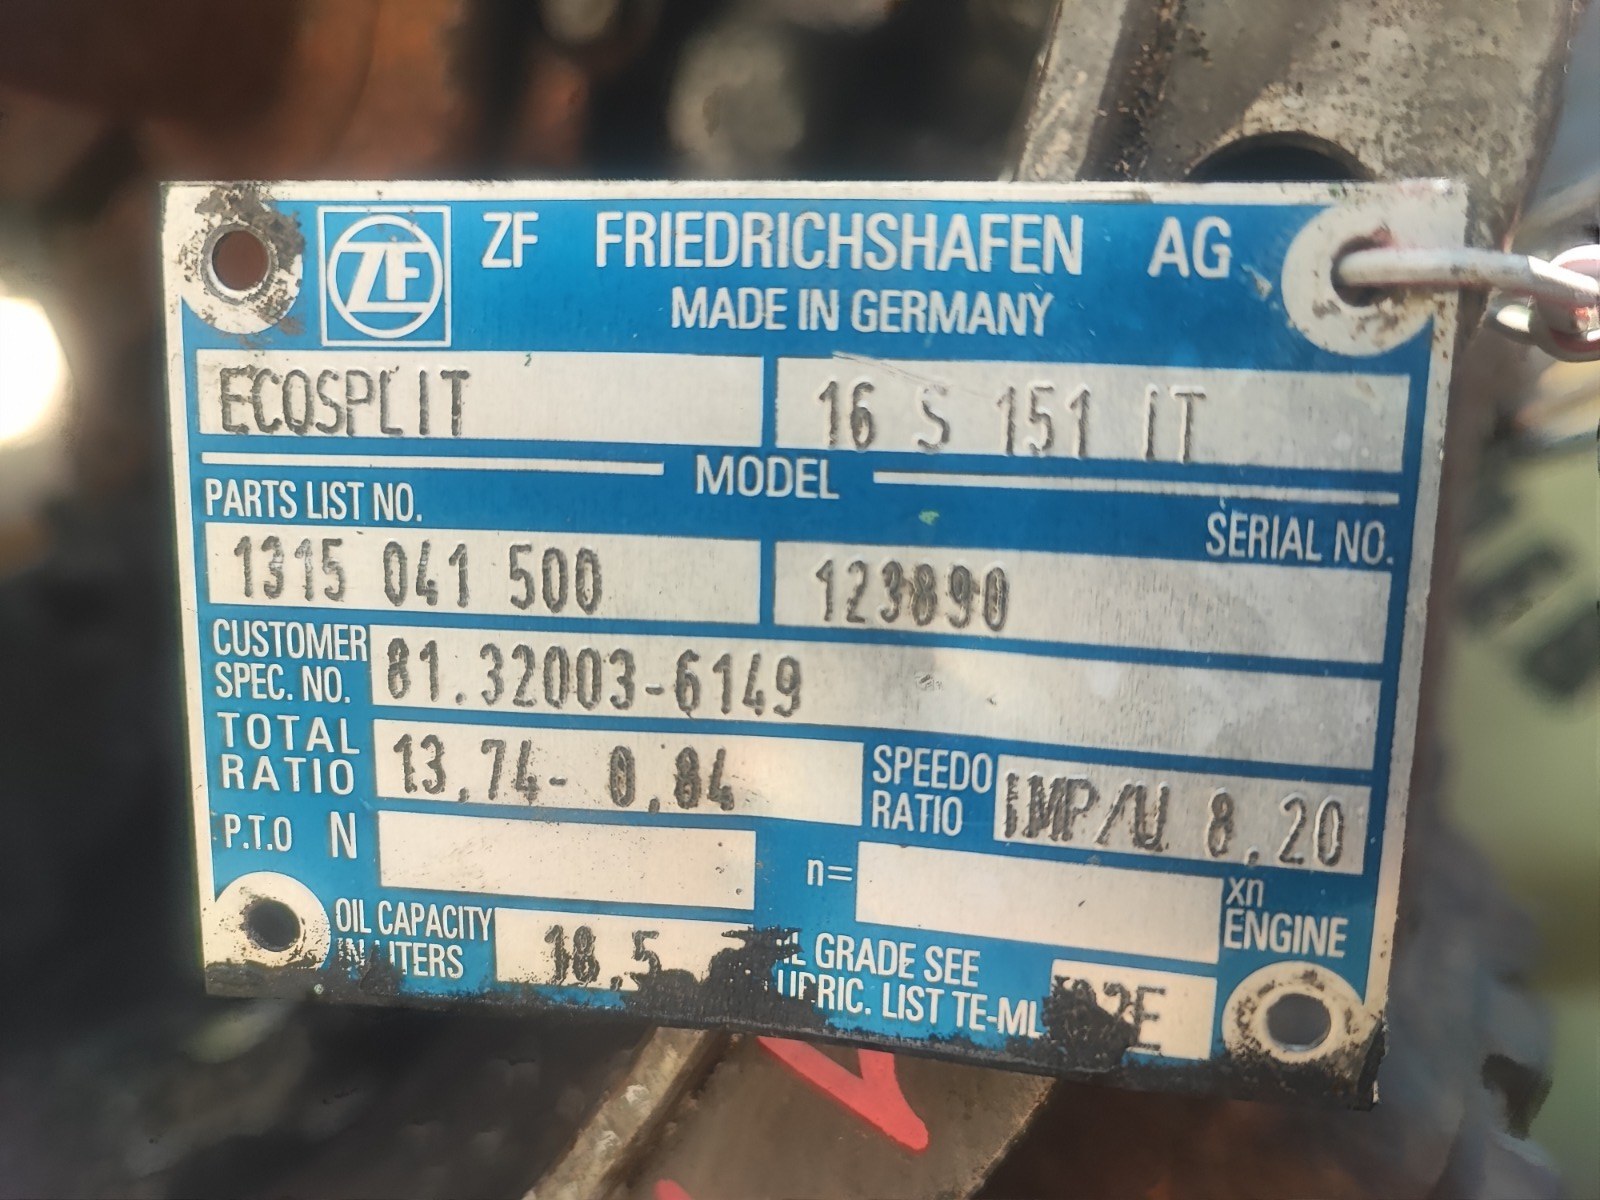 ZF ZF FRIEDRICHSHAFEN AG
MADE IN GERMANY
ECOSPLIT 16 S 151 IT
MODEL
PARTS LIST NO. SERIAL NO.
1315 041 500 123890
CUSTOMER SPEC. NO. 81.32003-6149
TOTAL RATIO 13,74- 0,84 SPEEDO RATIO IMP/U 8,20
P.T.O N n= xn ENGINE
OIL CAPACITY IN LITERS 18,5 GRADE SEE
LIST TE-ML